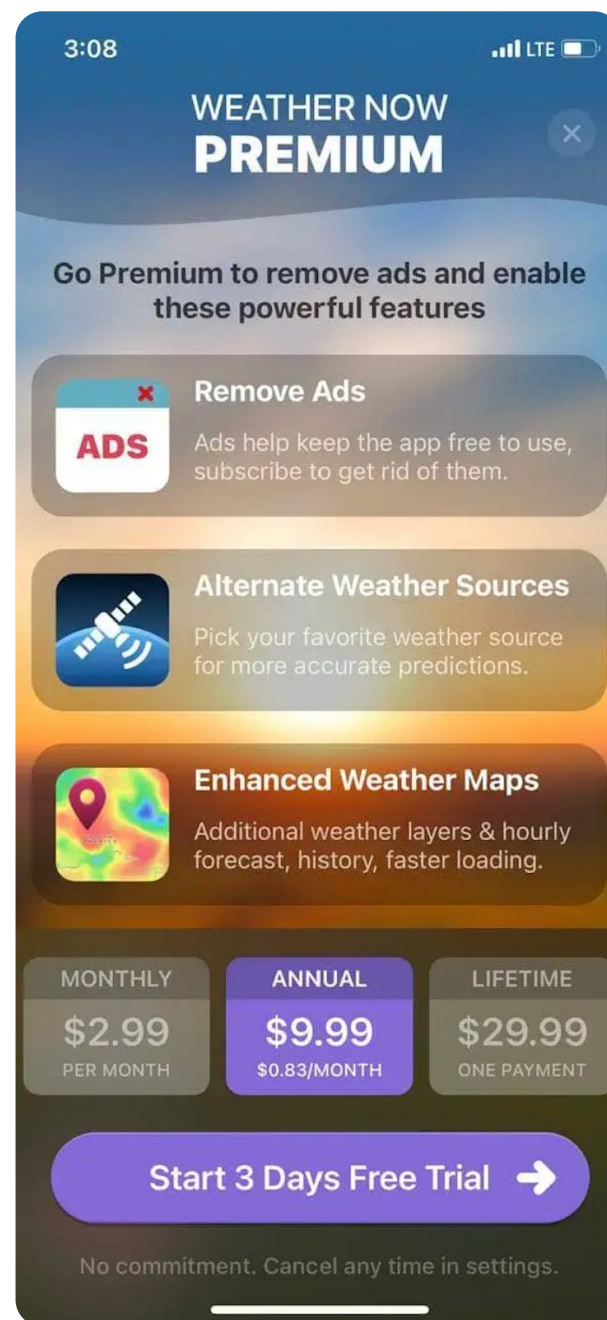 3:08
LTE
WEATHER NOW
PREMIUM
Go Premium to remove ads and enable
these powerful features
ADS
Remove Ads
Ads help keep the app free to use,
subscribe to get rid of them.
Alternate Weather Sources
Pick your favorite weather source
for more accurate predictions.
Enhanced Weather Maps
Additional weather layers & hourly
forecast, history, faster loading.
MONTHLY
$2.99
PER MONTH
ANNUAL
$9.99
$0.83/MONTH
LIFETIME
$29.99
ONE PAYMENT
Start 3 Days Free Trial
No commitment. Cancel any time in settings.